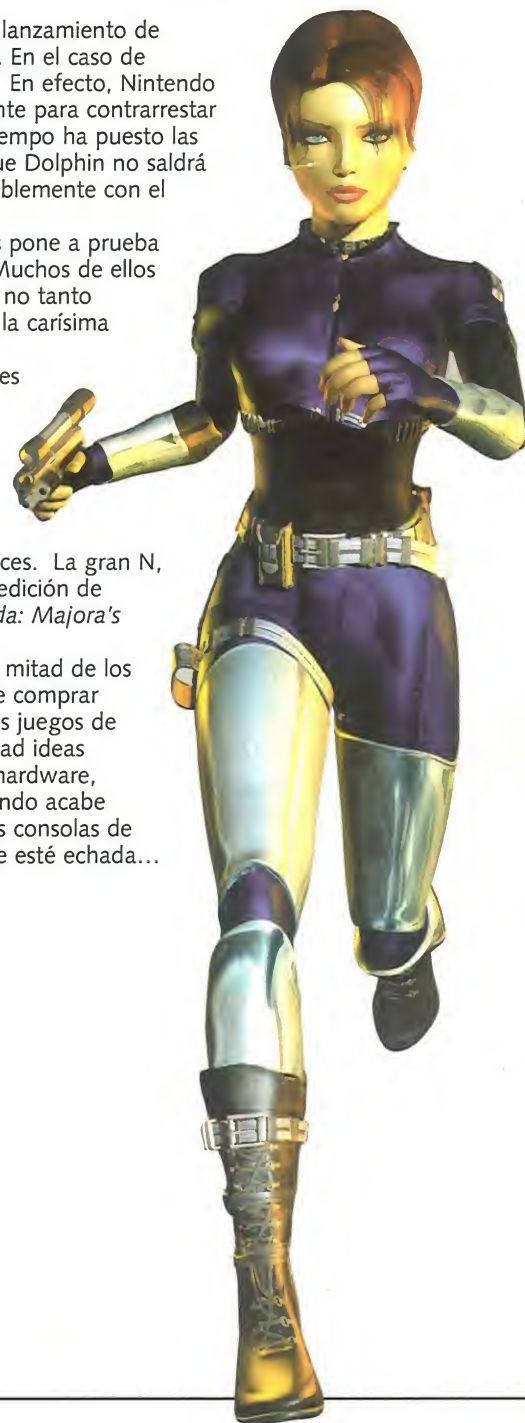 lanzamiento de
. En el caso de
En efecto, Nintendo
nte para contrarrestar
empo ha puesto las
ue Dolphin no saldrá
blemente con el
s pone a prueba
Muchos de ellos
no tanto
la carísima
es
ces. La gran N,
edición de
da: Majora's
mitad de los
e comprar
s juegos de
ad ideas
hardware,
ndo acabe
s consolas de
e esté echada...